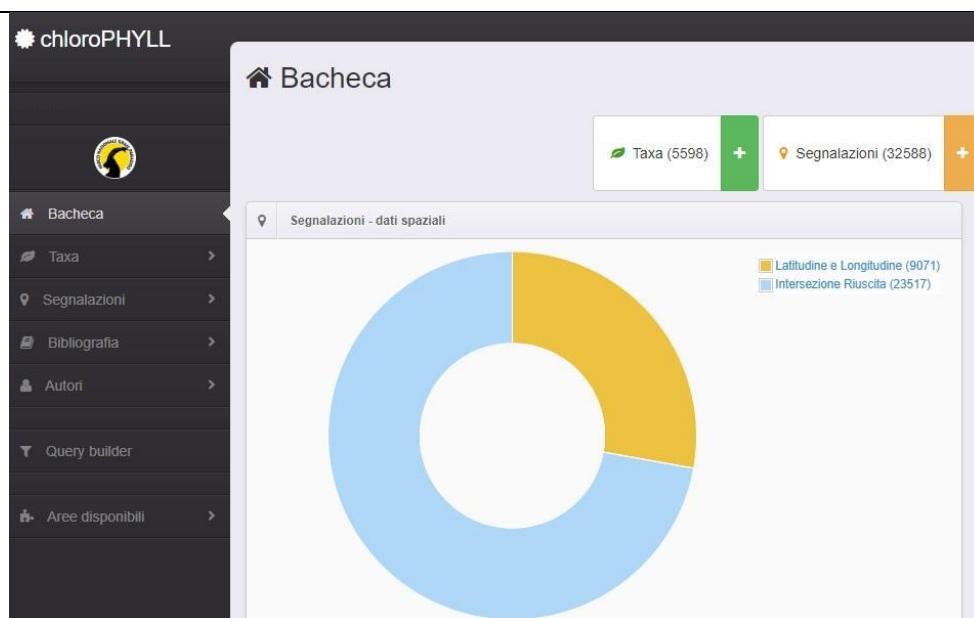 chloroPHYLL
Bacheca
Taxa (5598) +
Segnalazioni (32588) +
Bacheca
Taxa
Segnalazioni
Bibliografia
Autori
Query builder
Aree disponibili
Segnalazioni - dati spaziali
Latitudine e Longitudine (9071)
Intersezione Riuscita (23517)